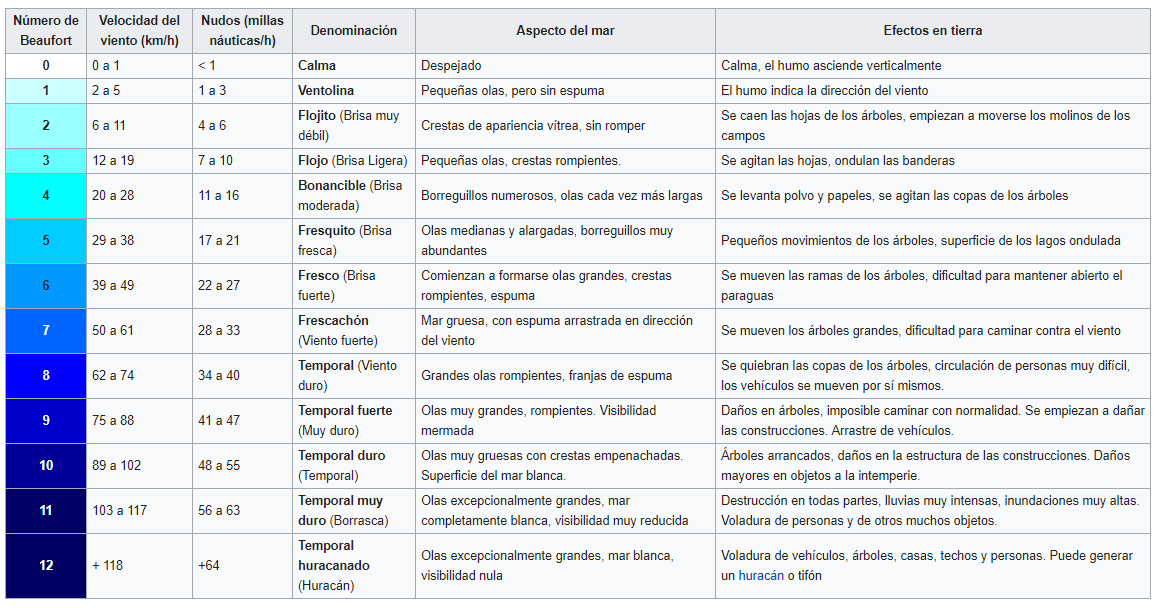 Número de Beaufort | Velocidad del viento (km/h) | Nudos (millas náuticas/h) | Denominación | Aspecto del mar | Efectos en tierra
0 | 0 a 1 | < 1 | Calma | Despejado | Calma, el humo asciende verticalmente
1 | 2 a 5 | 1 a 3 | Ventolina | Pequeñas olas, pero sin espuma | El humo indica la dirección del viento
2 | 6 a 11 | 4 a 6 | Flojito (Brisa muy débil) | Crestas de apariencia vítrea, sin romper | Se caen las hojas de los árboles, empiezan a moverse los molinos de los campos
3 | 12 a 19 | 7 a 10 | Flojo (Brisa Ligera) | Pequeñas olas, crestas rompientes. | Se agitan las hojas, ondulan las banderas
4 | 20 a 28 | 11 a 16 | Bonancible (Brisa moderada) | Borreguillos numerosos, olas cada vez más largas | Se levanta polvo y papeles, se agitan las copas de los árboles
5 | 29 a 38 | 17 a 21 | Fresquito (Brisa fresca) | Olas medianas y alargadas, borreguillos muy abundantes | Pequeños movimientos de los árboles, superficie de los lagos ondulada
6 | 39 a 49 | 22 a 27 | Fresco (Brisa fuerte) | Comienzan a formarse olas grandes, crestas rompientes, espuma | Se mueven las ramas de los árboles, dificultad para mantener abierto el paraguas
7 | 50 a 61 | 28 a 33 | Frescachón (Viento fuerte) | Mar gruesa, con espuma arrastrada en dirección del viento | Se mueven los árboles grandes, dificultad para caminar contra el viento
8 | 62 a 74 | 34 a 40 | Temporal (Viento duro) | Grandes olas rompientes, franjas de espuma | Se quiebran las copas de los árboles, circulación de personas muy difícil, los vehículos se mueven por sí mismos.
9 | 75 a 88 | 41 a 47 | Temporal fuerte (Muy duro) | Olas muy grandes, rompientes. Visibilidad mermada | Daños en árboles, imposible caminar con normalidad. Se empiezan a dañar las construcciones. Arrastre de vehículos.
10 | 89 a 102 | 48 a 55 | Temporal duro (Temporal) | Olas muy gruesas con crestas empenachadas. Superficie del mar blanca. | Árboles arrancados, daños en la estructura de las construcciones. Daños mayores en objetos a la intemperie.
11 | 103 a 117 | 56 a 63 | Temporal muy duro (Borrasca) | Olas excepcionalmente grandes, mar completamente blanca, visibilidad muy reducida | Destrucción en todas partes, lluvias muy intensas, inundaciones muy altas. Voladura de personas y de otros muchos objetos.
12 | + 118 | +64 | Temporal huracanado (Huracán) | Olas excepcionalmente grandes, mar blanca, visibilidad nula | Voladura de vehículos, árboles, casas, techos y personas. Puede generar un huracán o tifón